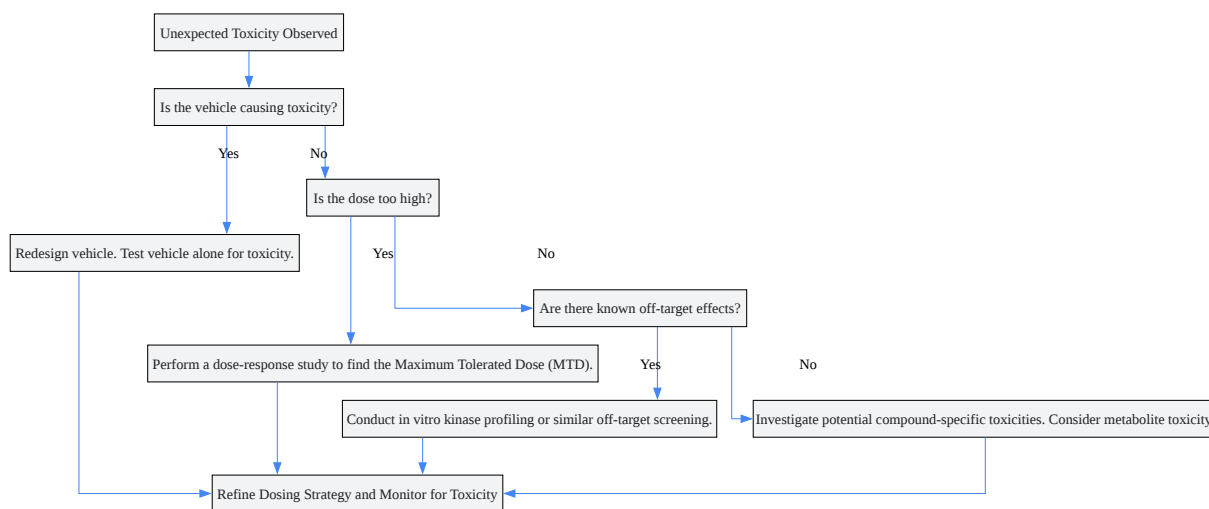 Unexpected Toxicity Observed
Is the vehicle causing toxicity?
Yes
No
Is the dose too high?
Redesign vehicle. Test vehicle alone for toxicity.
Yes
No
Are there known off-target effects?
Perform a dose-response study to find the Maximum Tolerated Dose (MTD).
Yes
No
Conduct in vitro kinase profiling or similar off-target screening.
Investigate potential compound-specific toxicities. Consider metabolite toxicity
Refine Dosing Strategy and Monitor for Toxicity